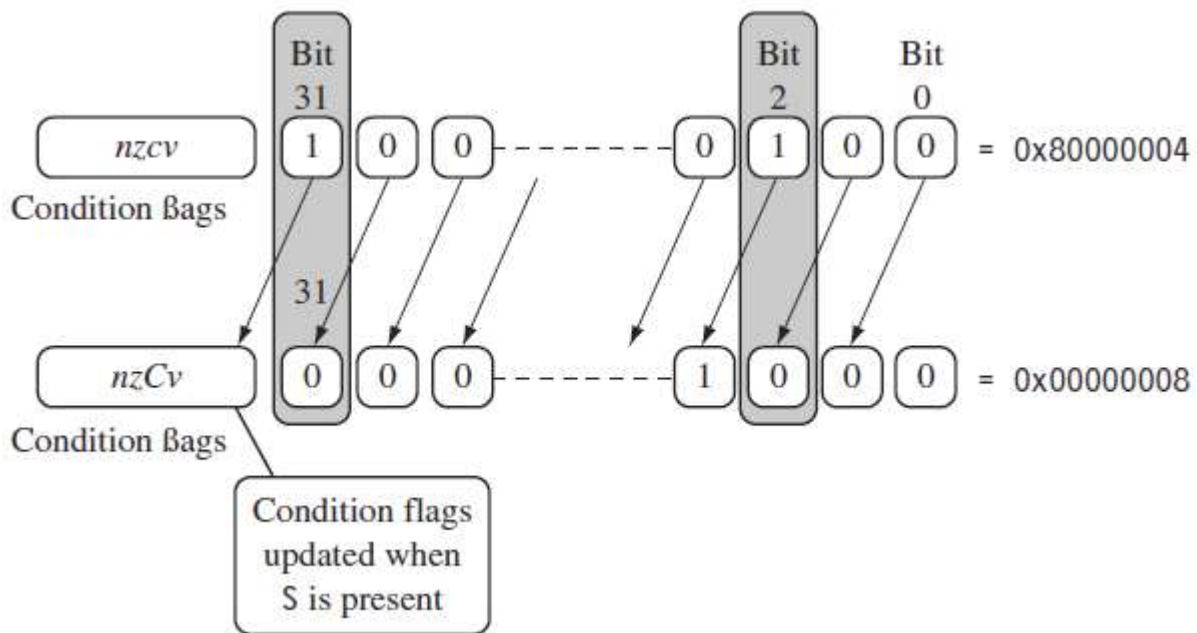 Bit Bit Bit
31 2 0
nzcv 1 0 0 0 1 0 0 = 0x80000004
Condition ßags
31
nzCv 0 0 0 1 0 0 0 = 0x00000008
Condition ßags
Condition flags
updated when
S is present